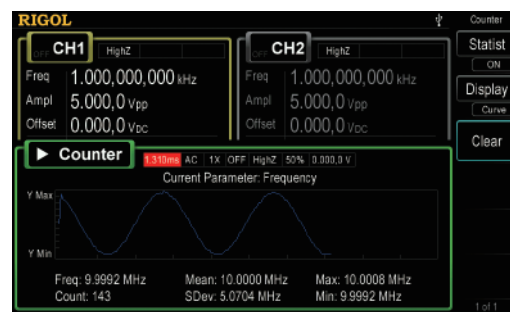 RIGOL
Counter
OFF CH1 HighZ
OFF CH2 HighZ
Statist
ON
Freq 1.000,000,000 kHz
Freq 1.000,000,000 kHz
Display
Curve
Ampl 5.000,0 Vpp
Ampl 5.000,0 Vpp
Offset 0.000,0 VDC
Offset 0.000,0 VDC
Clear
Counter
1.310ms AC 1X OFF HighZ 50% 0.000,0 V
Current Parameter: Frequency
Y Max
Y Min
Freq: 9.9992 MHz Mean: 10.0000 MHz Max: 10.0008 MHz
Count: 143 SDev: 5.0704 MHz Min: 9.9992 MHz
1 of 1